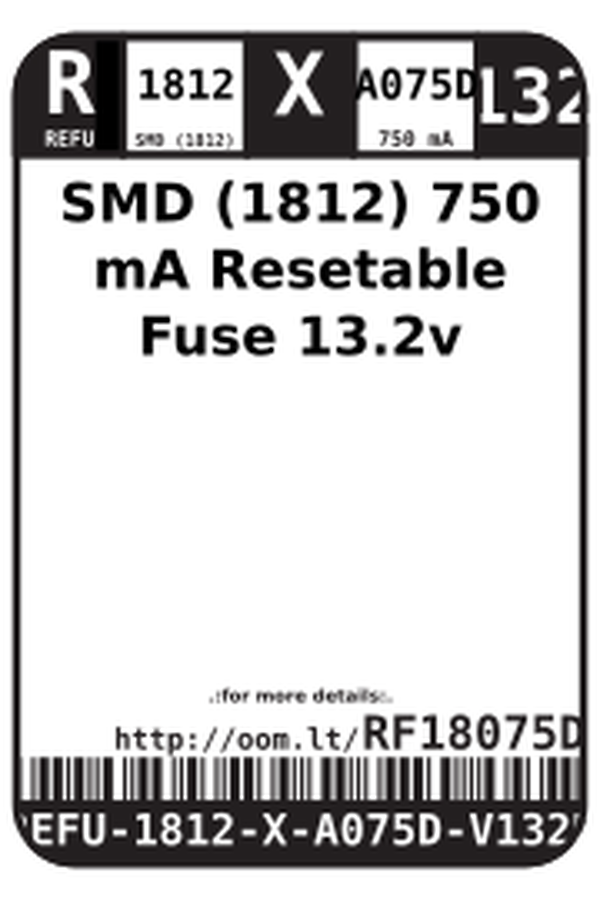 R 1812 X A075D 132
REFU SMD (1812) 750 mA
SMD (1812) 750
mA Resetable
Fuse 13.2v
.:for more details:.
http://oom.lt/RF18075D
EFU-1812-X-A075D-V132